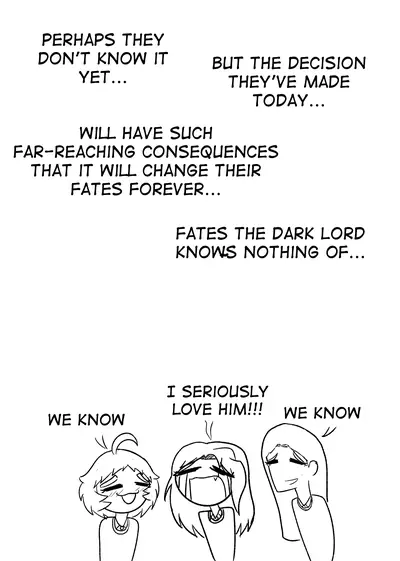 PERHAPS THEY
DON'T KNOW IT
YET...
BUT THE DECISION
THEY'VE MADE
TODAY...
WILL HAVE SUCH
FAR-REACHING CONSEQUENCES
THAT IT WILL CHANGE THEIR
FATES FOREVER...
FATES THE DARK LORD
KNOWS NOTHING OF...
WE KNOW
I SERIOUSLY
LOVE HIM!!!
WE KNOW